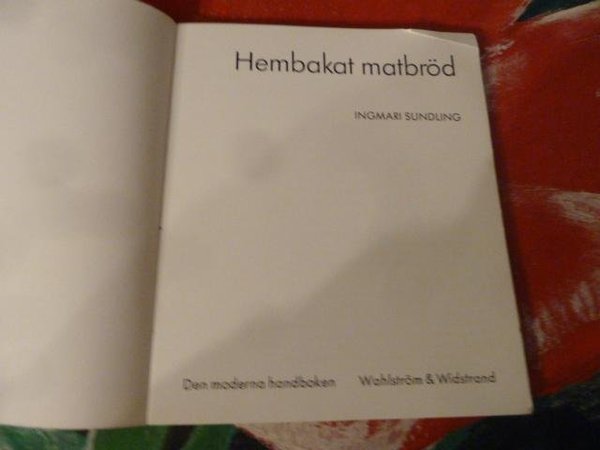 Hembakat matbröd
INGMARI SUNDLING
Den moderna handboken Wahlström & Widstrand